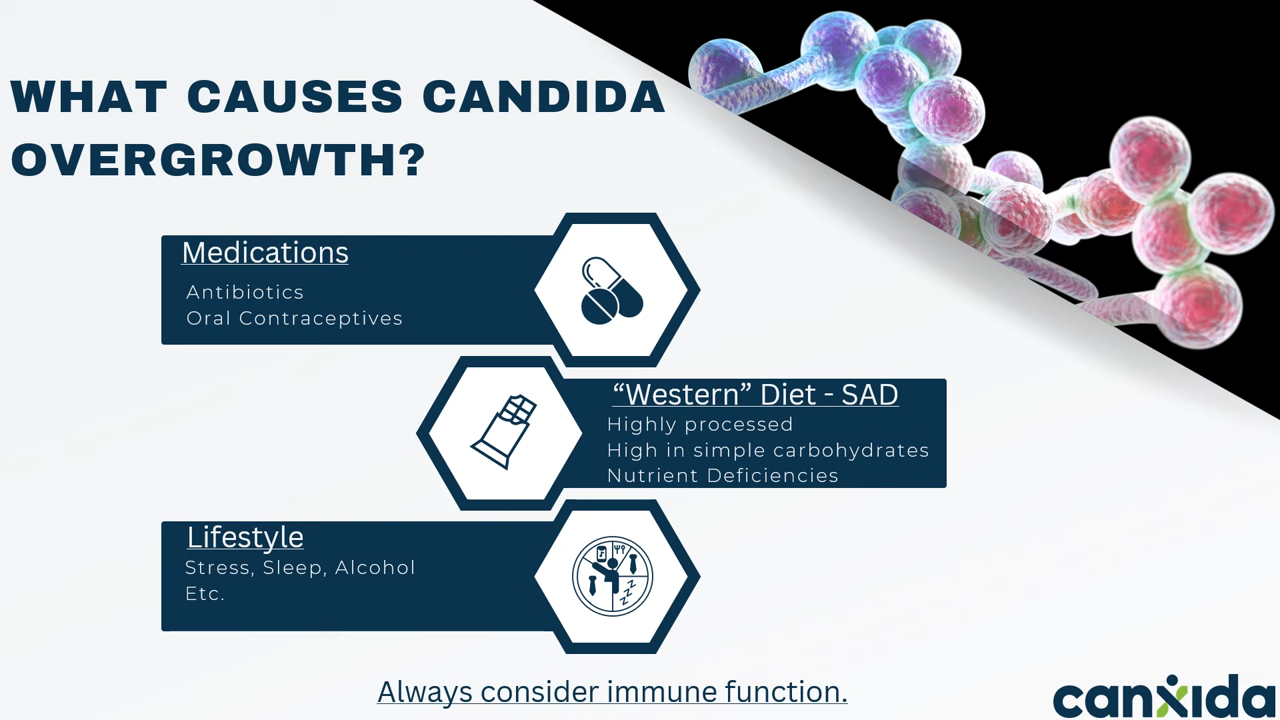 WHAT CAUSES CANDIDA
OVERGROWTH?
Medications
Antibiotics
Oral Contraceptives
“Western” Diet - SAD
Highly processed
High in simple carbohydrates
Nutrient Deficiencies
Lifestyle
Stress, Sleep, Alcohol
Etc.
ZZZ
Always consider immune function.
canxida